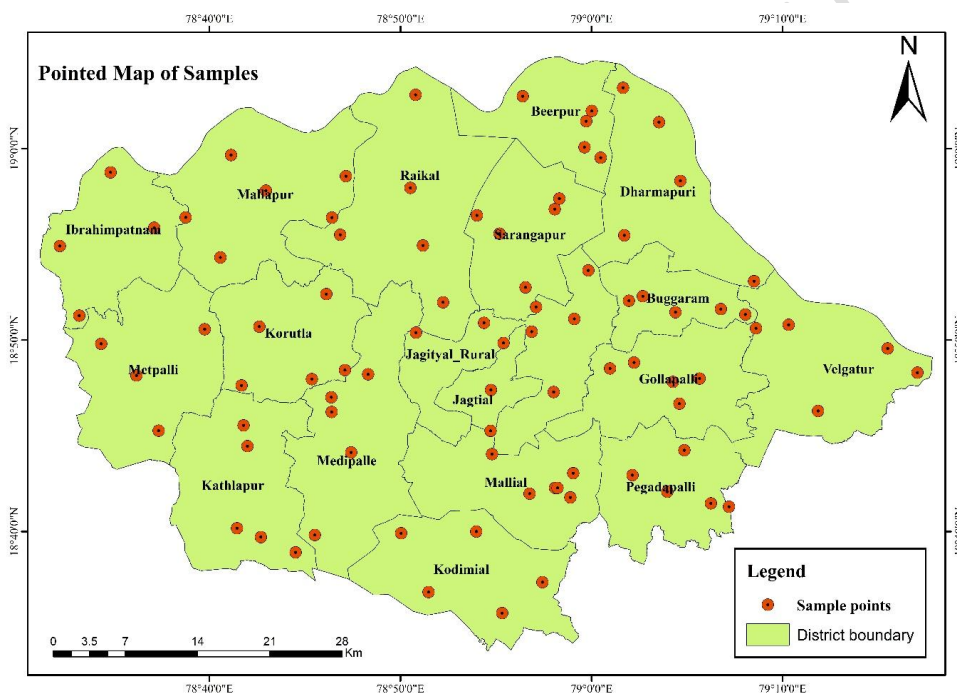 78°40'0"E 78°50'0"E 79°0'0"E 79°10'0"E
Pointed Map of Samples
N
Beerpur
19°0'0"N
Raikal
Mallapur
Dharmapuri
Ibrahimpatnam
Sarangapur
Buggaram
Korutla
18°50'0"N
Jagityal_Rural
Metpalli
Velgatur
Gollapalli
Jagtial
Medipalle
Mallial
Kathlapur
Pegadapalli
18°40'0"N
Kodimial
Legend
Sample points
District boundary
0 3.5 7 14 21 28
Km
78°40'0"E 78°50'0"E 79°0'0"E 79°10'0"E